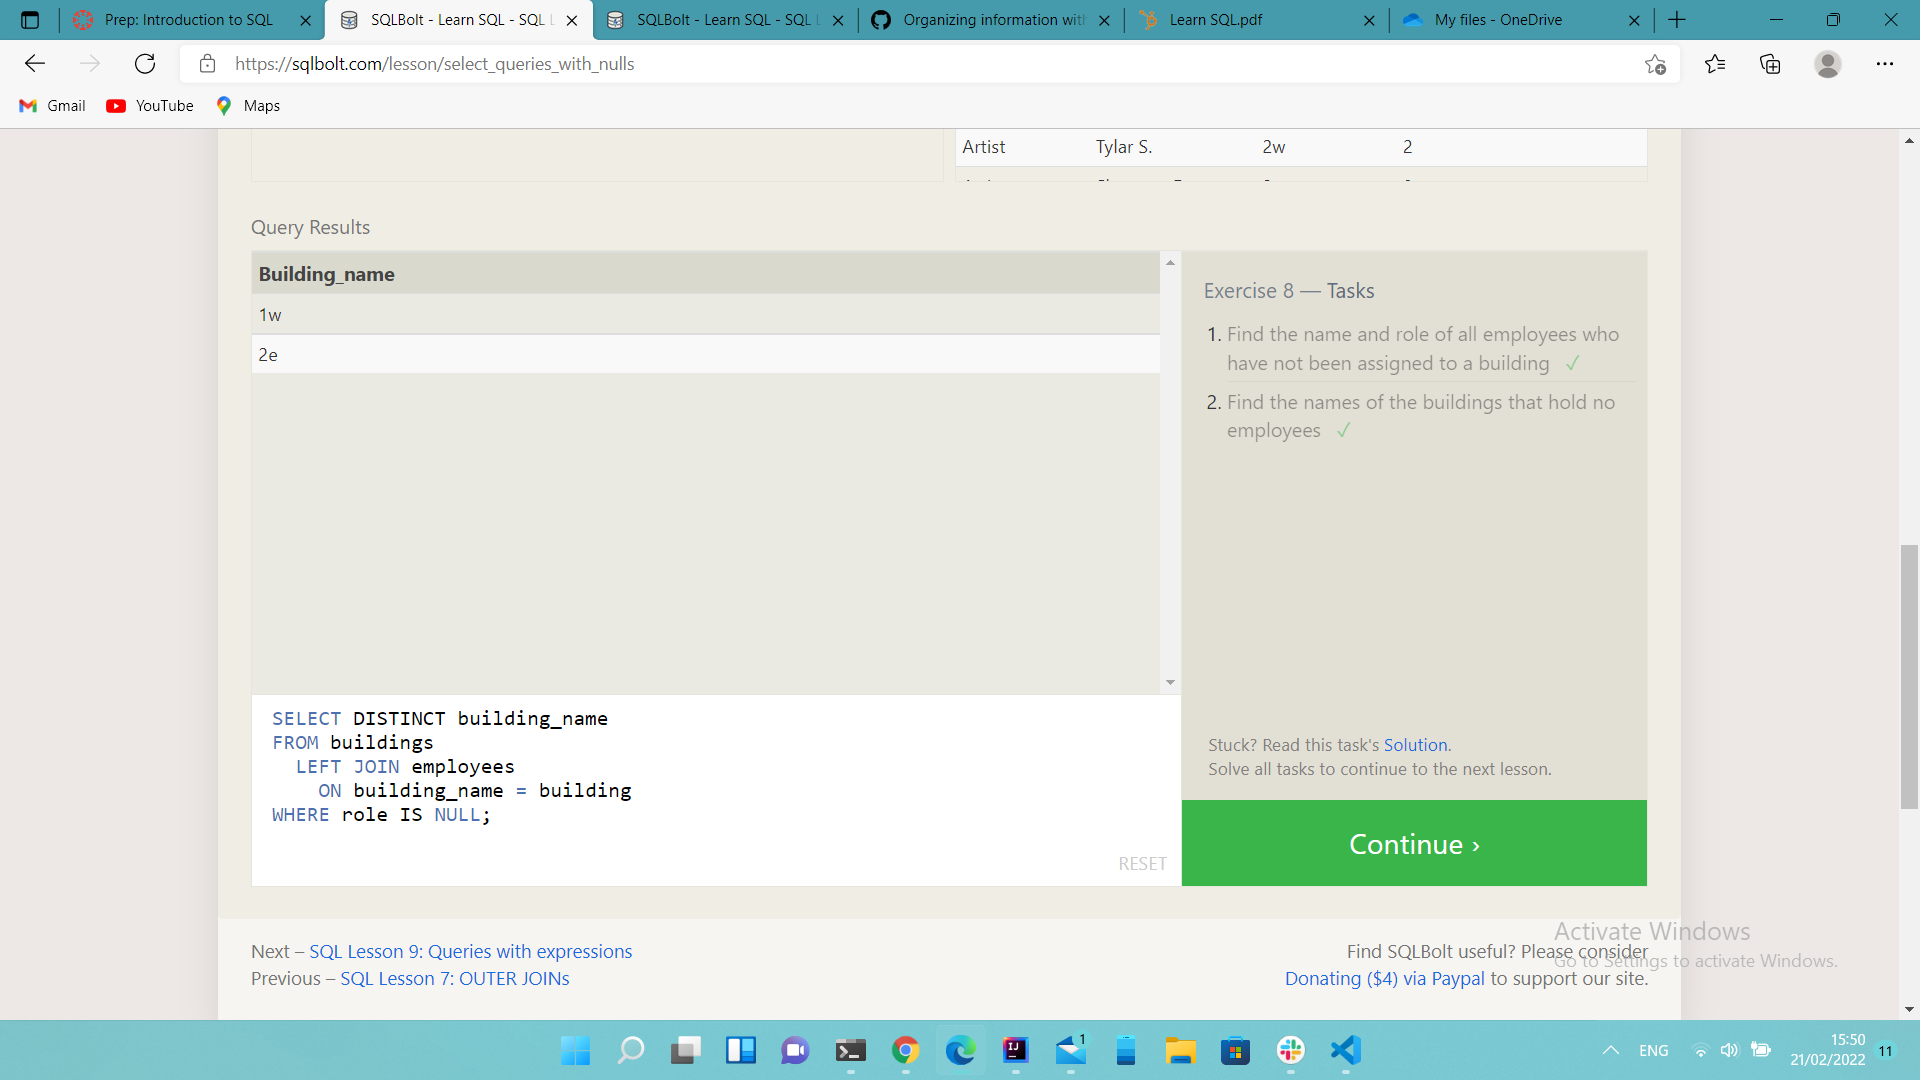 Prep: Introduction to SQL
SQLBolt - Learn SQL - SQL
SQLBolt - Learn SQL - SQL
Organizing information with
Learn SQL.pdf
My files - OneDrive
https://sqlbolt.com/lesson/select_queries_with_nulls
Gmail YouTube Maps
Artist Tylar S. 2w 2
Query Results
Building_name
1w
2e
Exercise 8 — Tasks
1. Find the name and role of all employees who
have not been assigned to a building ✓
2. Find the names of the buildings that hold no
employees ✓
SELECT DISTINCT building_name
FROM buildings
LEFT JOIN employees
ON building_name = building
WHERE role IS NULL;
RESET
Stuck? Read this task's Solution.
Solve all tasks to continue to the next lesson.
Continue ›
Next – SQL Lesson 9: Queries with expressions
Previous – SQL Lesson 7: OUTER JOINs
Find SQLBolt useful? Please consider
Donating ($4) via Paypal to support our site.
Activate Windows
Go to Settings to activate Windows.
IJ
1
ENG
15:50
21/02/2022
11